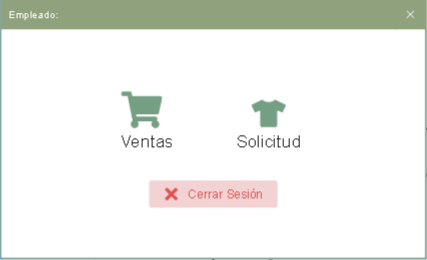 Empleado:
Ventas
Solicitud
Cerrar Sesión